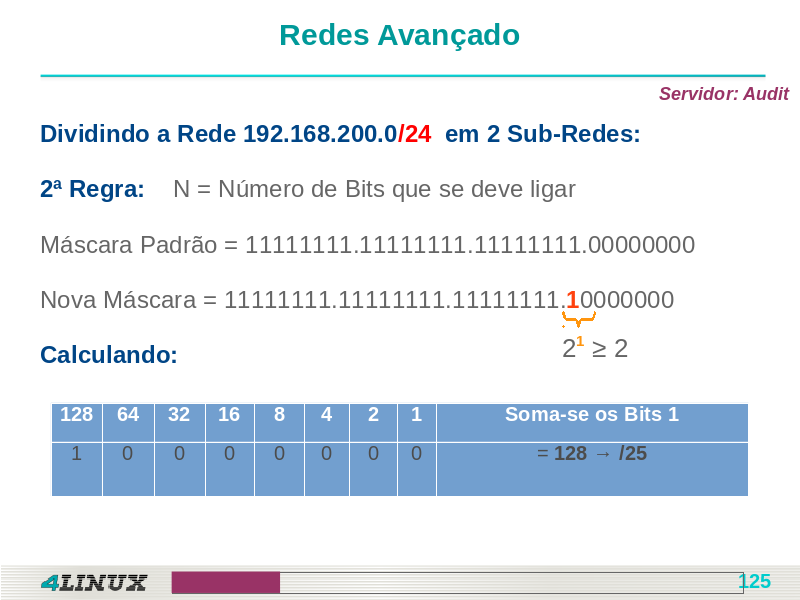 Redes Avançado
Servidor: Audit
Dividindo a Rede 192.168.200.0/24 em 2 Sub-Redes:
2ª Regra: N = Número de Bits que se deve ligar
Máscara Padrão = 11111111.11111111.11111111.00000000
Nova Máscara = 11111111.11111111.11111111.10000000
Calculando: 2¹ ≥ 2
128 64 32 16 8 4 2 1 Soma-se os Bits 1
1 0 0 0 0 0 0 0 = 128 → /25
4LINUX 125